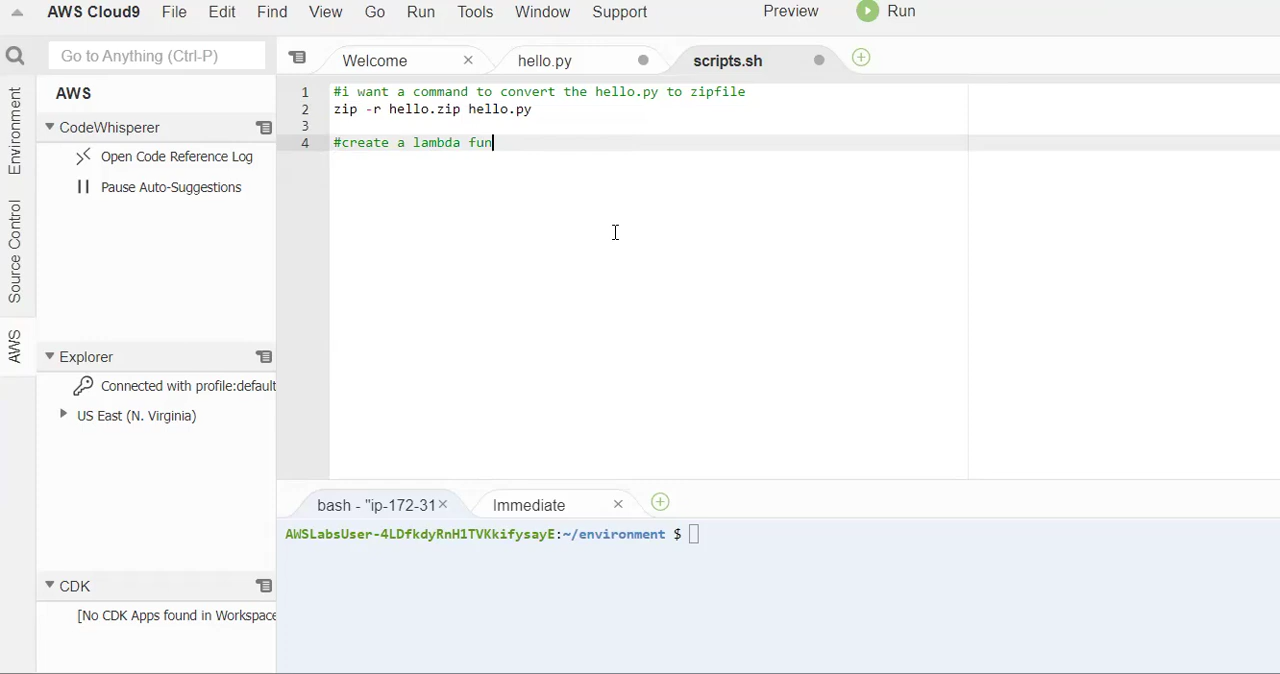 AWS Cloud9 File Edit Find View Go Run Tools Window Support Preview Run
Go to Anything (Ctrl-P) Welcome hello.py scripts.sh
Environment
Source Control
AWS
AWS
CodeWhisperer
Open Code Reference Log
Pause Auto-Suggestions
Explorer
Connected with profile:default
US East (N. Virginia)
CDK
[No CDK Apps found in Workspace
1 #i want a command to convert the hello.py to zipfile
2 zip -r hello.zip hello.py
3
4 #create a lambda fun
bash - "ip-172-31 Immediate
AWSLabsUser-4LDfkdyRnH1TVKkifysayE:~/environment $